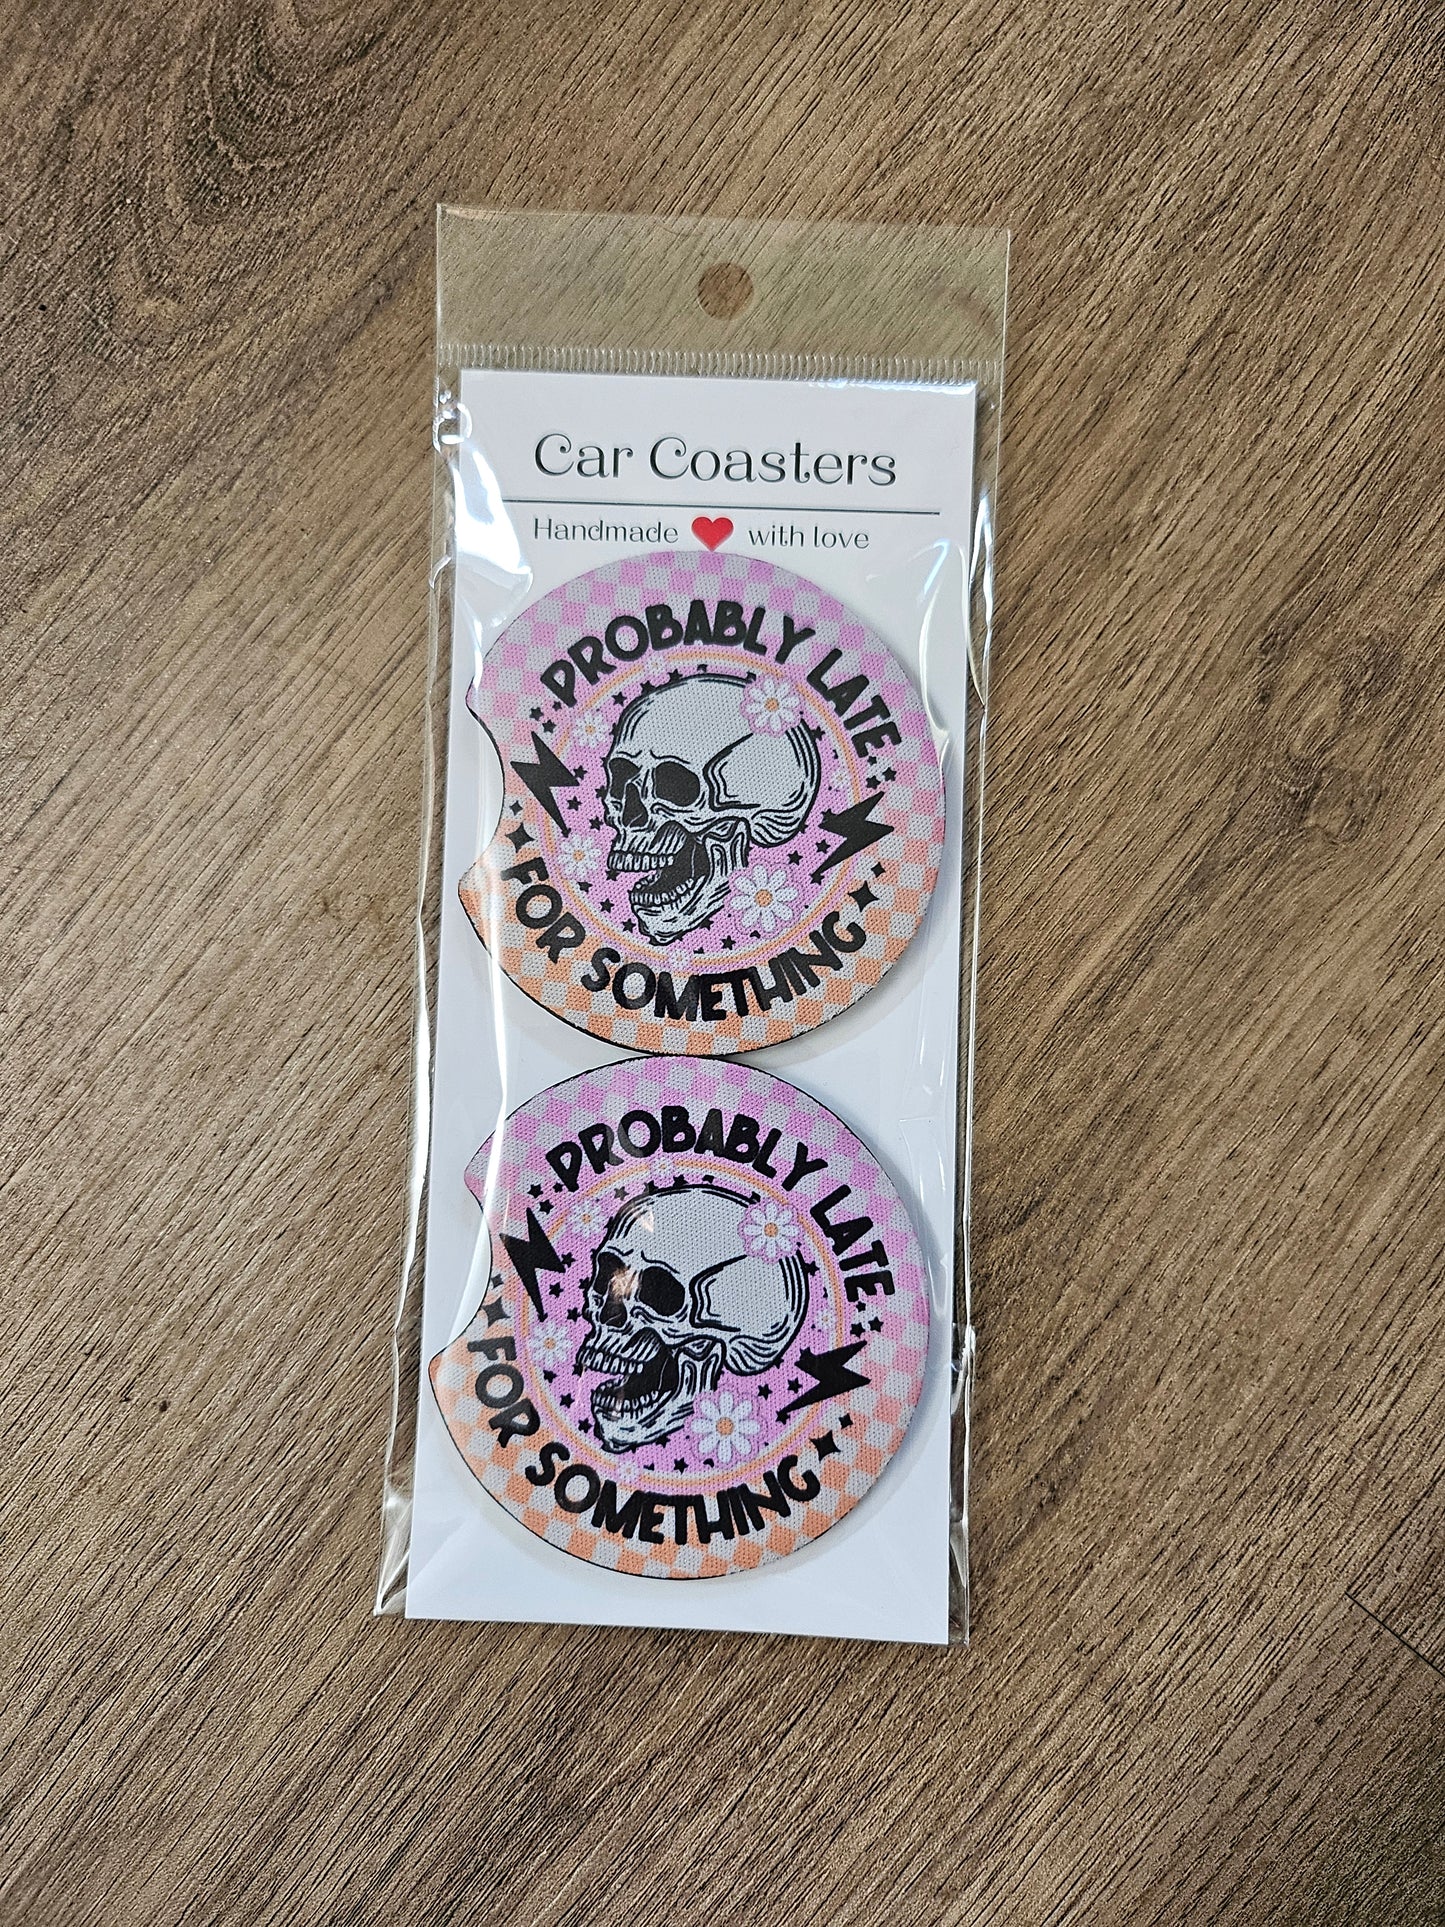 Car Coasters
Handmade ❤ with love
PROBABLY LATE
FOR SOMETHING
PROBABLY LATE
FOR SOMETHING